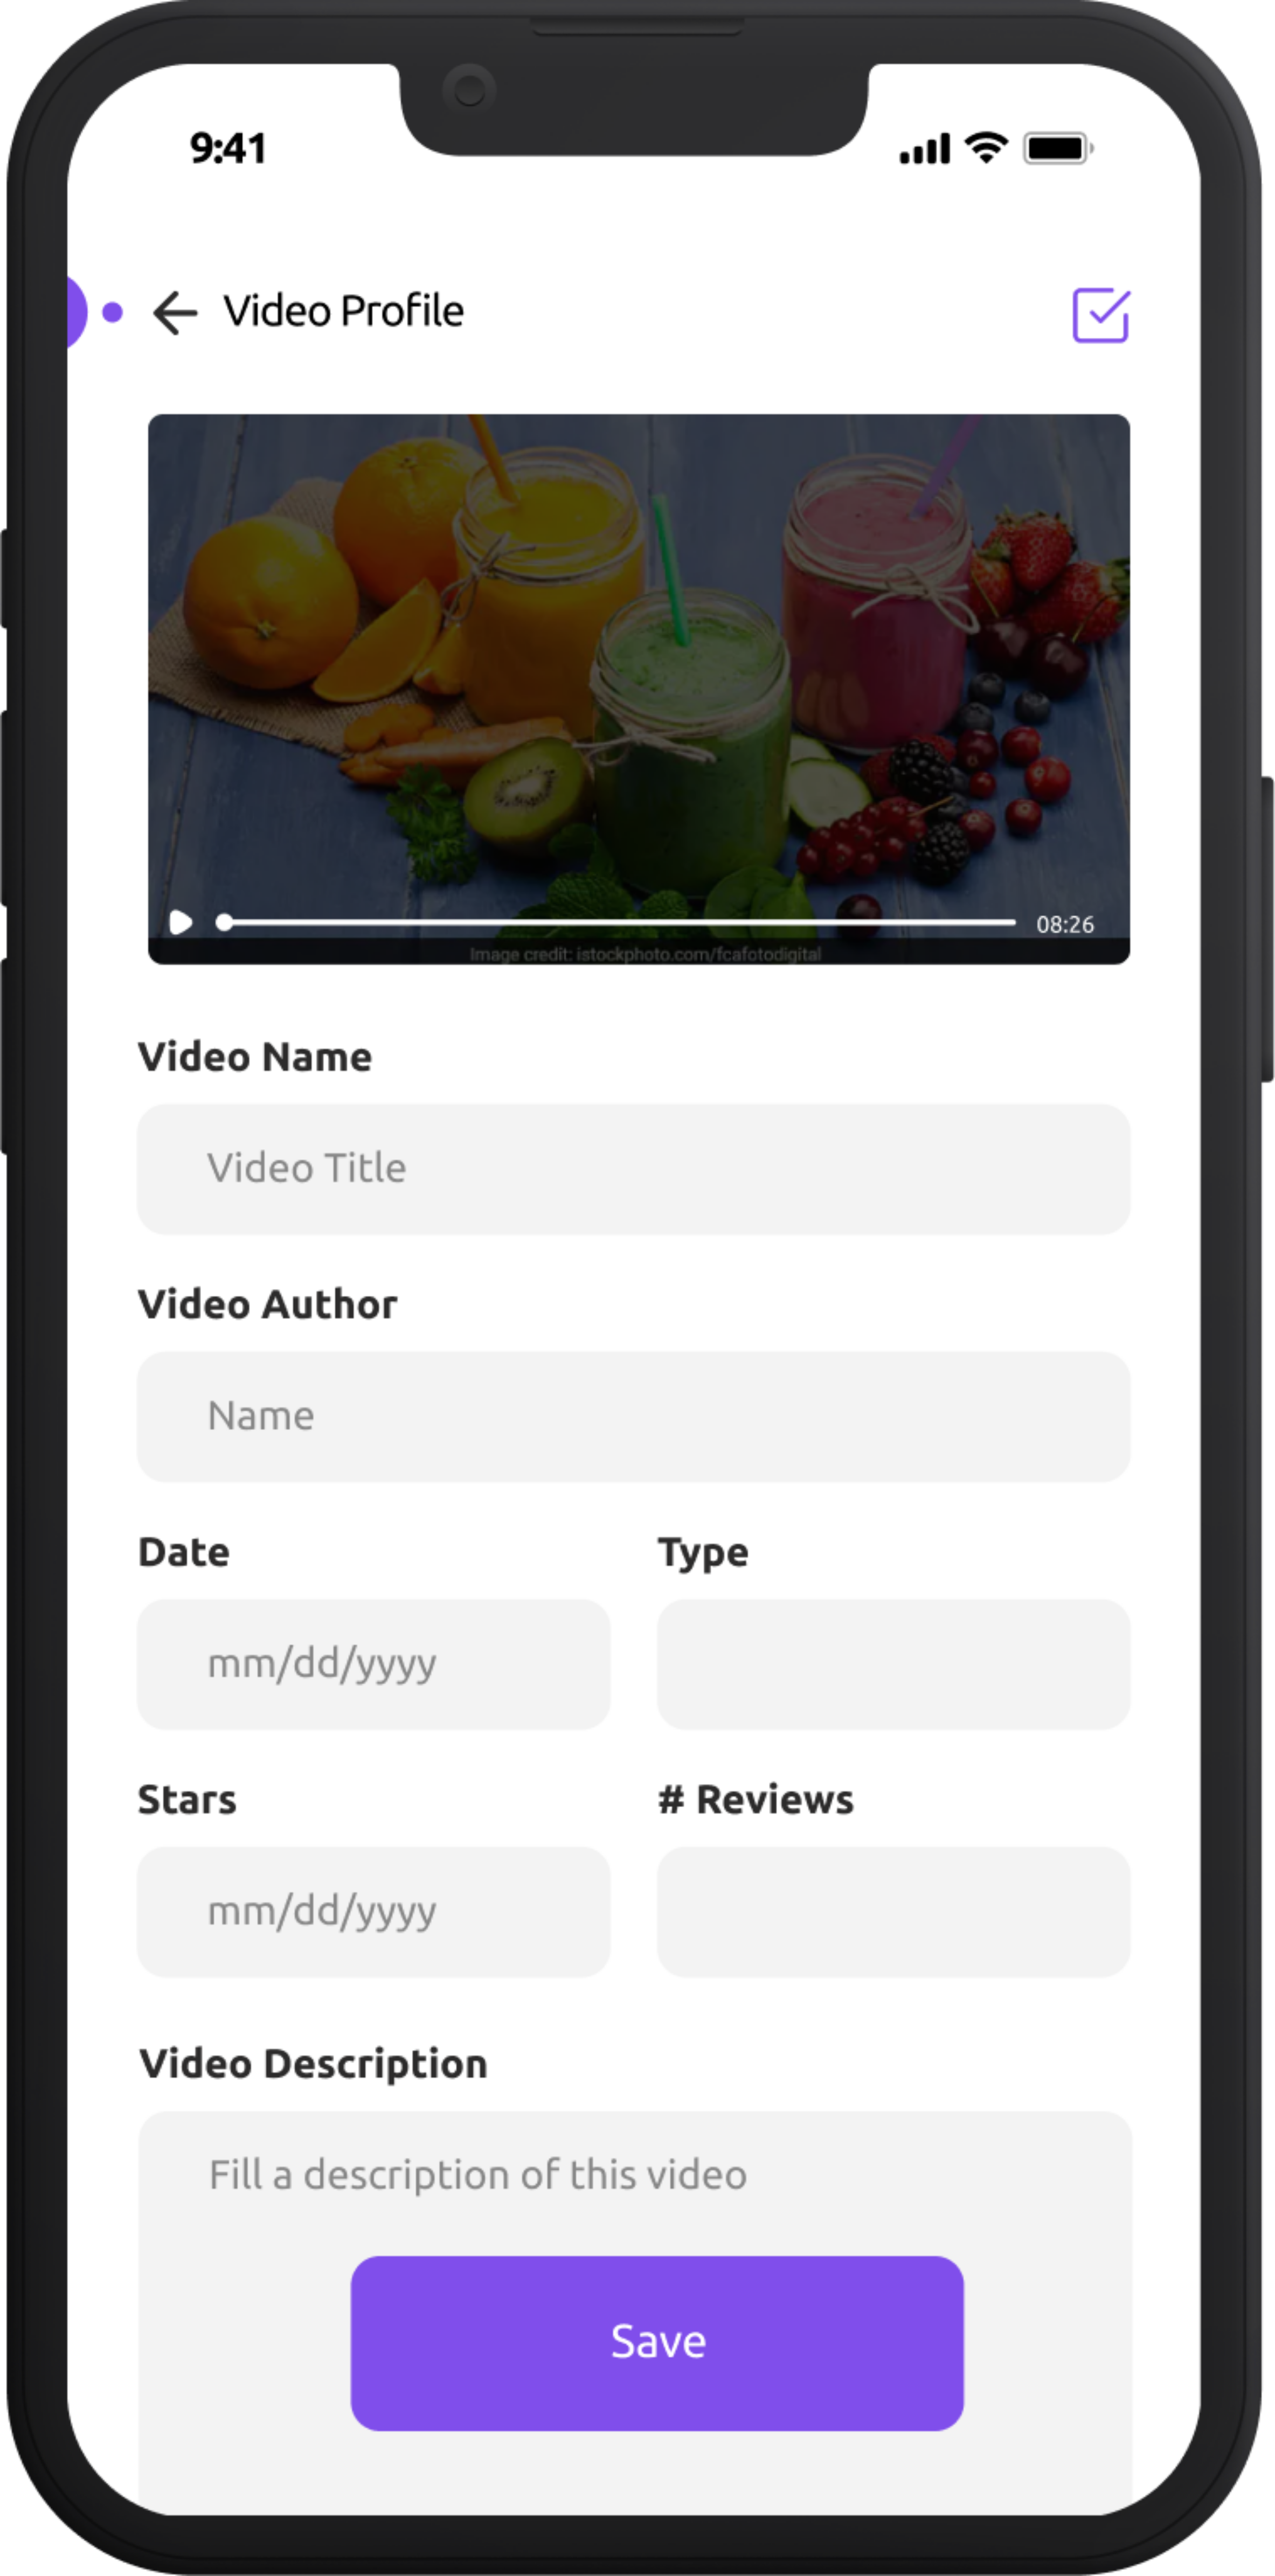 9:41
Video Profile
08:26
Image credit: istockphoto.com/fcafotodigital
Video Name
Video Title
Video Author
Name
Date Type
mm/dd/yyyy
Stars # Reviews
mm/dd/yyyy
Video Description
Fill a description of this video
Save